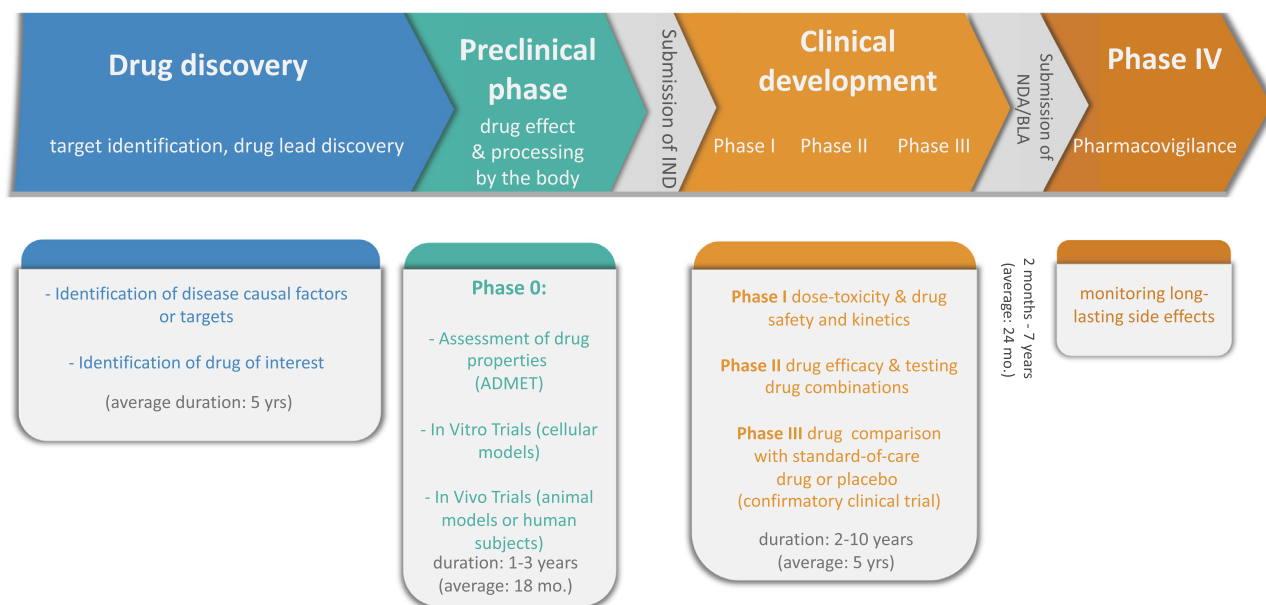 Drug discovery
target identification, drug lead discovery
Preclinical
phase
drug effect
& processing
by the body
Submission of IND
Clinical
development
Phase I Phase II Phase III
Submission of
NDA/BLA
Phase IV
Pharmacovigilance
- Identification of disease causal factors
or targets
- Identification of drug of interest
(average duration: 5 yrs)
Phase 0:
- Assessment of drug
properties
(ADMET)
- In Vitro Trials (cellular
models)
- In Vivo Trials (animal
models or human
subjects)
duration: 1-3 years
(average: 18 mo.)
Phase I dose-toxicity & drug
safety and kinetics
Phase II drug efficacy & testing
drug combinations
Phase III drug comparison
with standard-of-care
drug or placebo
(confirmatory clinical trial)
duration: 2-10 years
(average: 5 yrs)
2 months - 7 years
(average: 24 mo.)
monitoring long-
lasting side effects